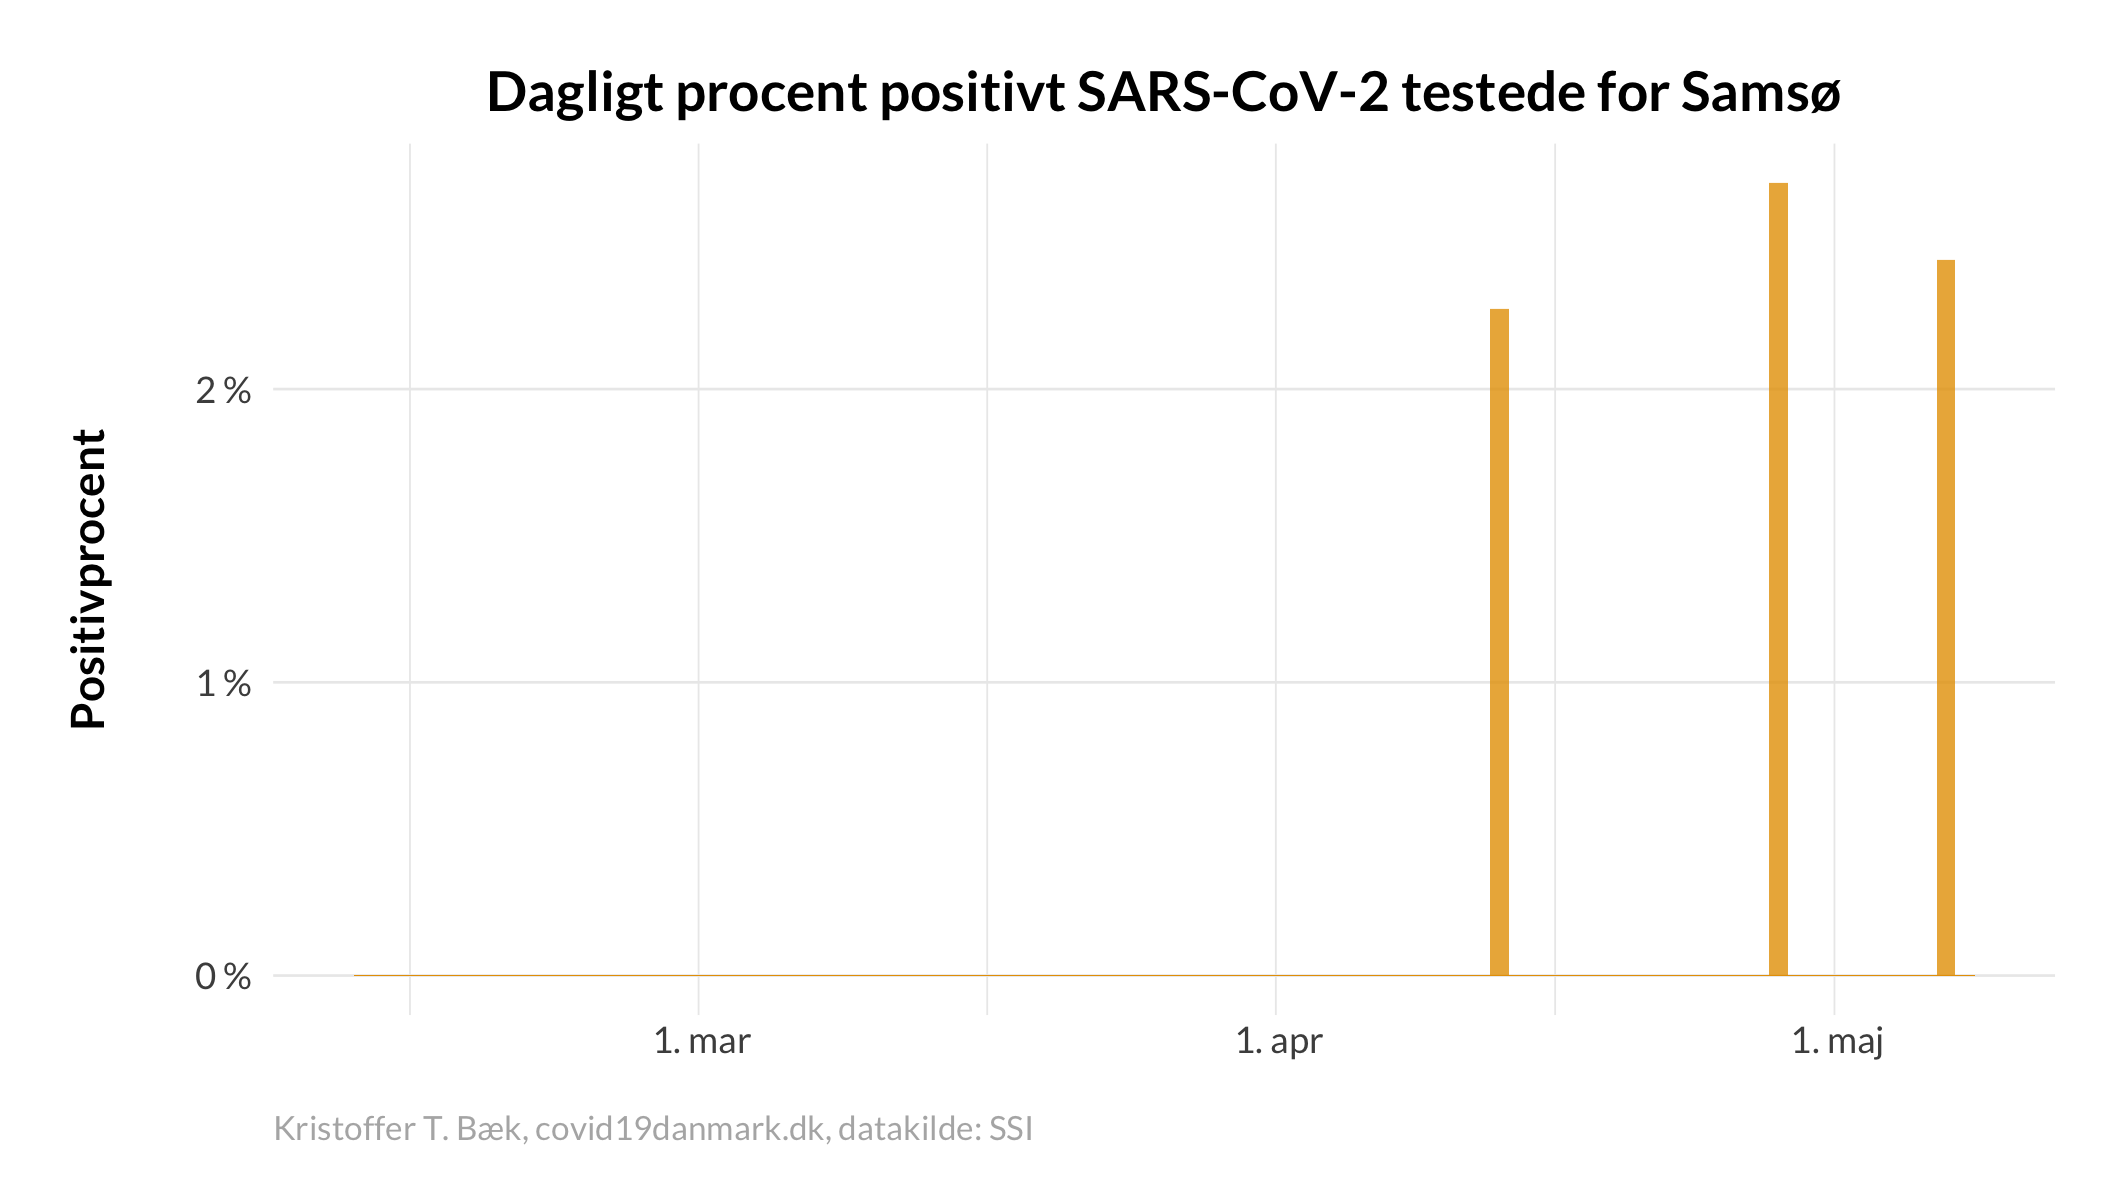 Dagligt procent positivt SARS-CoV-2 testede for Samsø
Positivprocent
2 %
1 %
0 %
1. mar
1. apr
1. maj
Kristoffer T. Bæk, covid19danmark.dk, datakilde: SSI